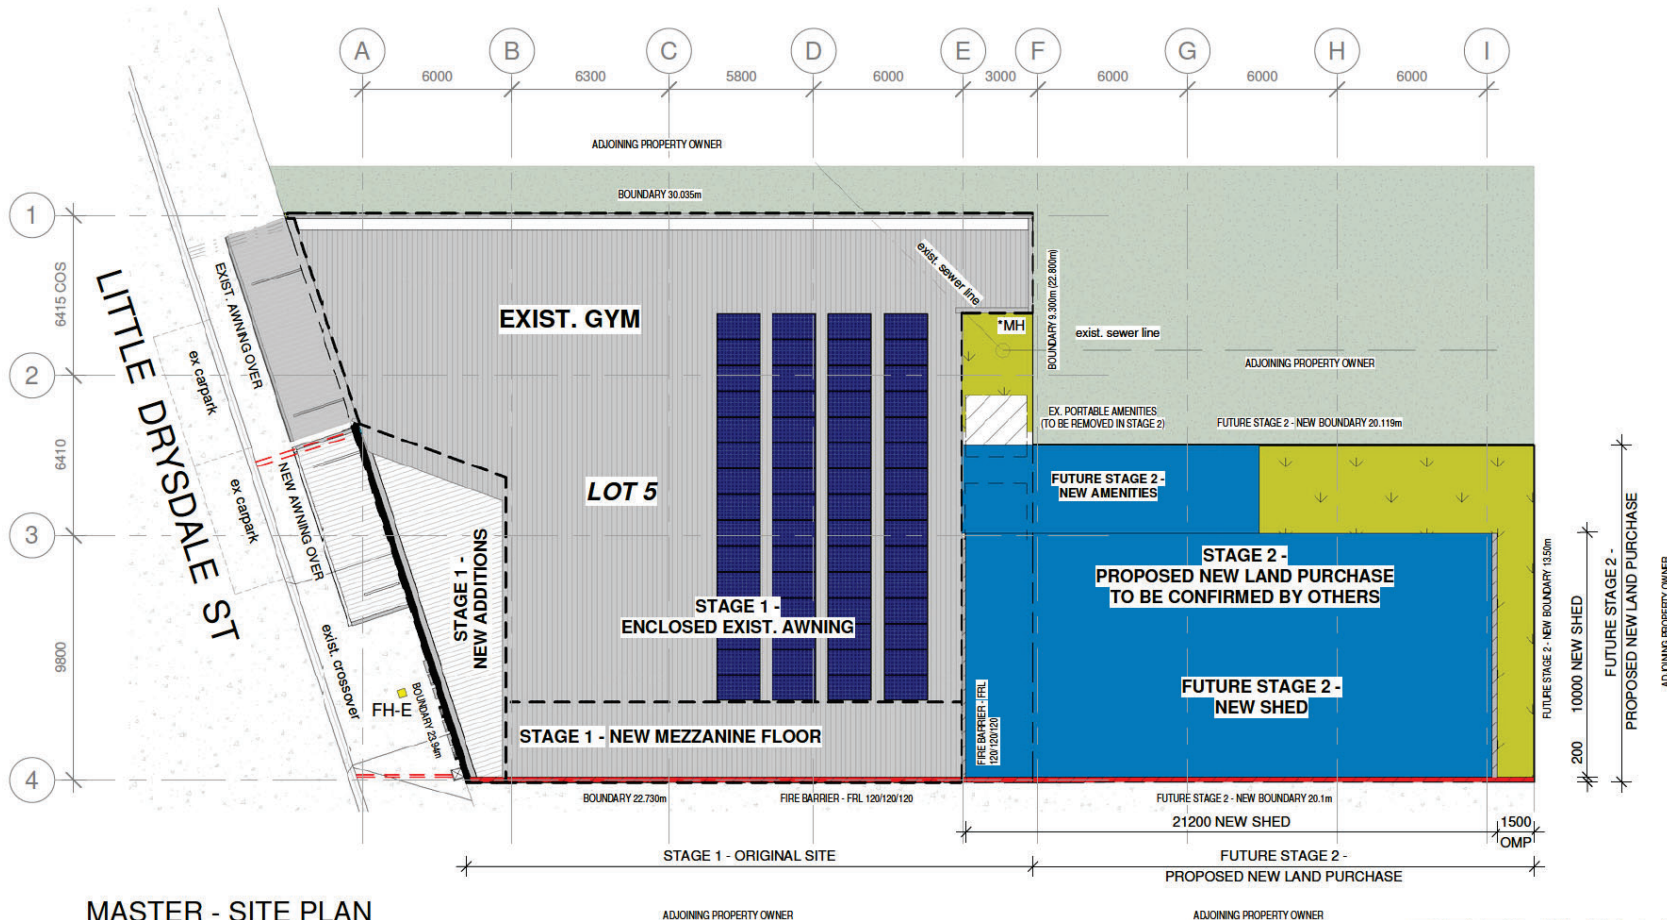 A
B
C
D
E
F
G
H
I
6000
6300
5800
6000
3000
6000
6000
6000
ADJOINING PROPERTY OWNER
1
BOUNDARY 30.035m
6415 COS
LITTLE DRYSDALE ST
EXIST. AWNING OVER
ex carpark
EXIST. GYM
exist. sewer line
BOUNDARY 9.300m (22.800m)
*MH
exist. sewer line
ADJOINING PROPERTY OWNER
2
EX. PORTABLE AMENITIES
(TO BE REMOVED IN STAGE 2)
FUTURE STAGE 2 - NEW BOUNDARY 20.119m
6410
NEW AWNING OVER
ex carpark
LOT 5
FUTURE STAGE 2 -
NEW AMENITIES
3
STAGE 1 -
NEW ADDITIONS
STAGE 2 -
PROPOSED NEW LAND PURCHASE
TO BE CONFIRMED BY OTHERS
STAGE 1 -
ENCLOSED EXIST. AWNING
9800
exist. crossover
FH-E
BOUNDARY 23.94m
STAGE 1 - NEW MEZZANINE FLOOR
FIRE BARRIER - FRL
120/120/120
FUTURE STAGE 2 -
NEW SHED
FUTURE STAGE 2 - NEW BOUNDARY 13.50m
10000 NEW SHED
200
FUTURE STAGE 2 -
PROPOSED NEW LAND PURCHASE
ADJOINING PROPERTY OWNER
4
BOUNDARY 22.730m
FIRE BARRIER - FRL 120/120/120
FUTURE STAGE 2 - NEW BOUNDARY 20.1m
21200 NEW SHED
1500
OMP
STAGE 1 - ORIGINAL SITE
FUTURE STAGE 2 -
PROPOSED NEW LAND PURCHASE
MASTER - SITE PLAN
ADJOINING PROPERTY OWNER
ADJOINING PROPERTY OWNER